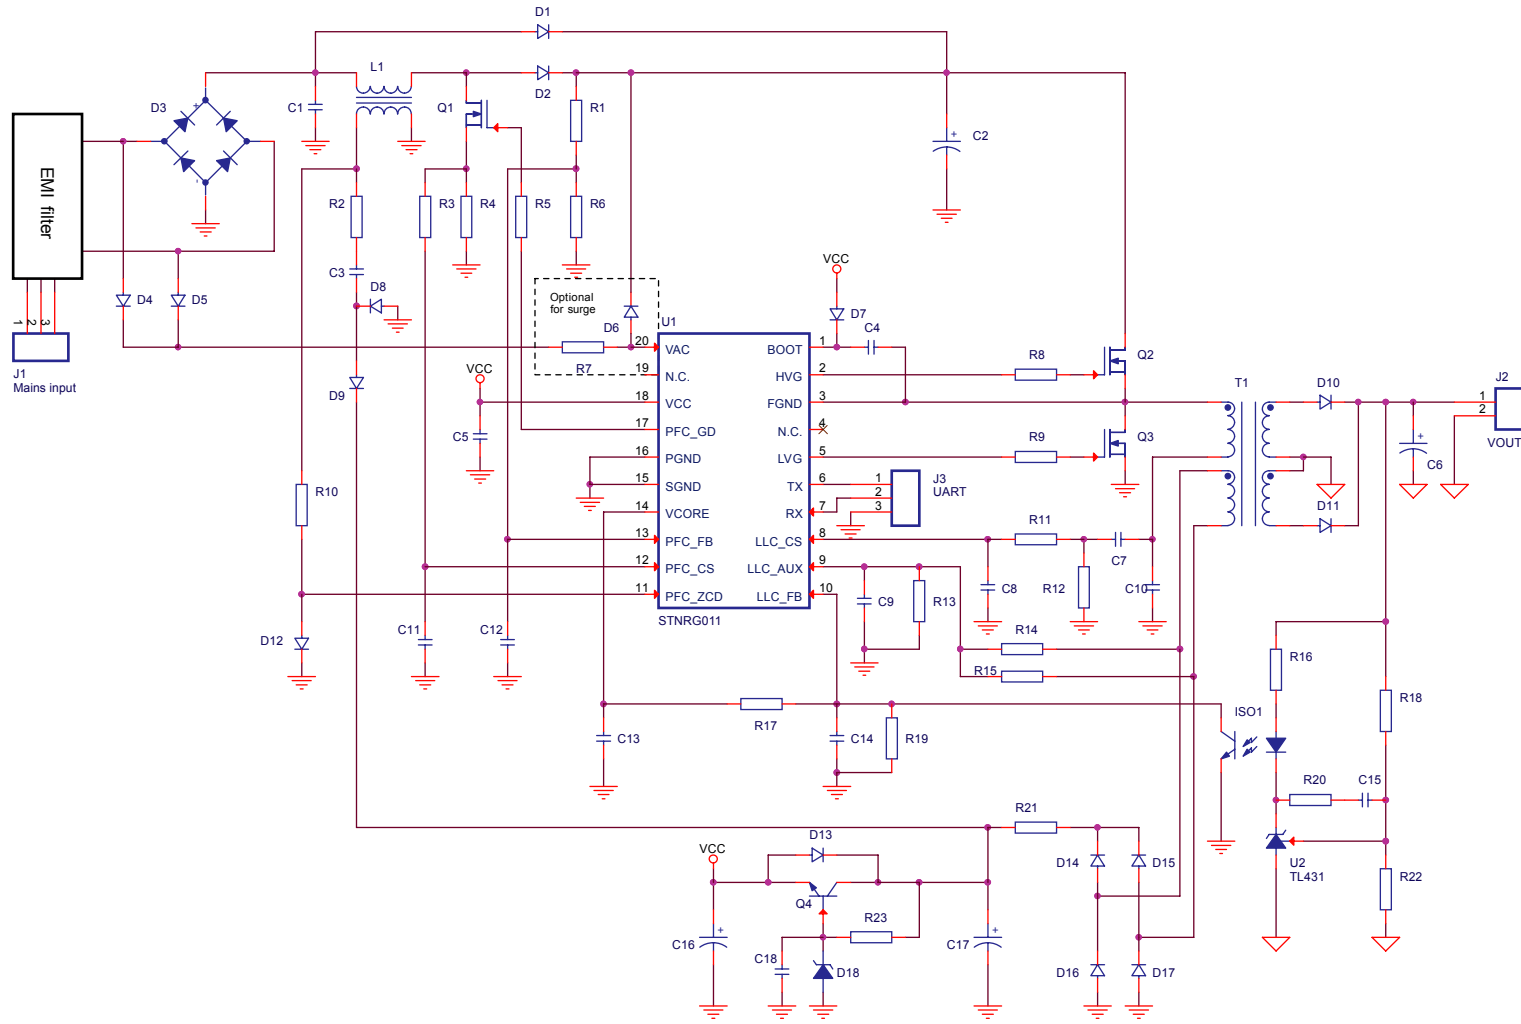 D1
D3
+
-
L1
C1
Q1
D2
R1
C2
+
EMI filter
R2
R3
R4
R5
R6
C3
D8
VCC
Optional
for surge
D4
D5
D6
U1
D7
C4
1
2
3
J1
Mains input
R7
20
VAC
BOOT
1
19
N.C.
HVG
2
R8
Q2
VCC
D9
18
VCC
FGND
3
T1
D10
J2
1
2
VOUT
C5
17
PFC_GD
N.C.
4
R9
Q3
+
C6
16
PGND
LVG
5
15
SGND
TX
6
1
2
3
J3
UART
R10
14
VCORE
RX
7
D11
13
PFC_FB
LLC_CS
8
R11
C7
12
PFC_CS
LLC_AUX
9
11
PFC_ZCD
LLC_FB
10
C9
R13
C8
R12
C10
STNRG011
D12
C11
C12
R14
R15
R16
R18
R17
ISO1
C13
C14
R19
R20
C15
R21
D13
VCC
D14
D15
U2
TL431
R22
Q4
R23
C16
+
C18
D18
C17
+
D16
D17